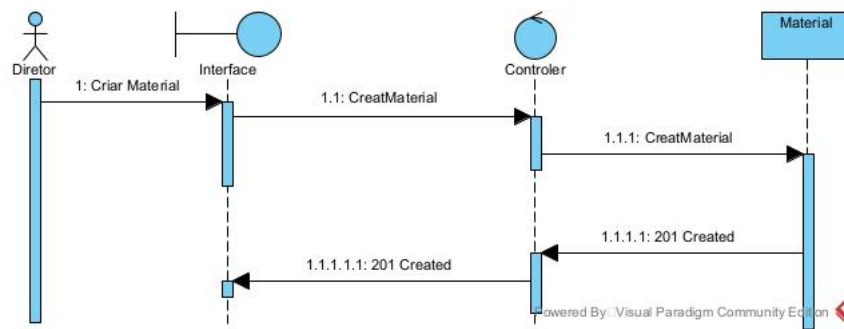 Diretor
Interface
Controler
Material
1: Criar Material
1.1: CreatMaterial
1.1.1: CreatMaterial
1.1.1.1: 201 Created
1.1.1.1.1: 201 Created
Powered By Visual Paradigm Community Edition